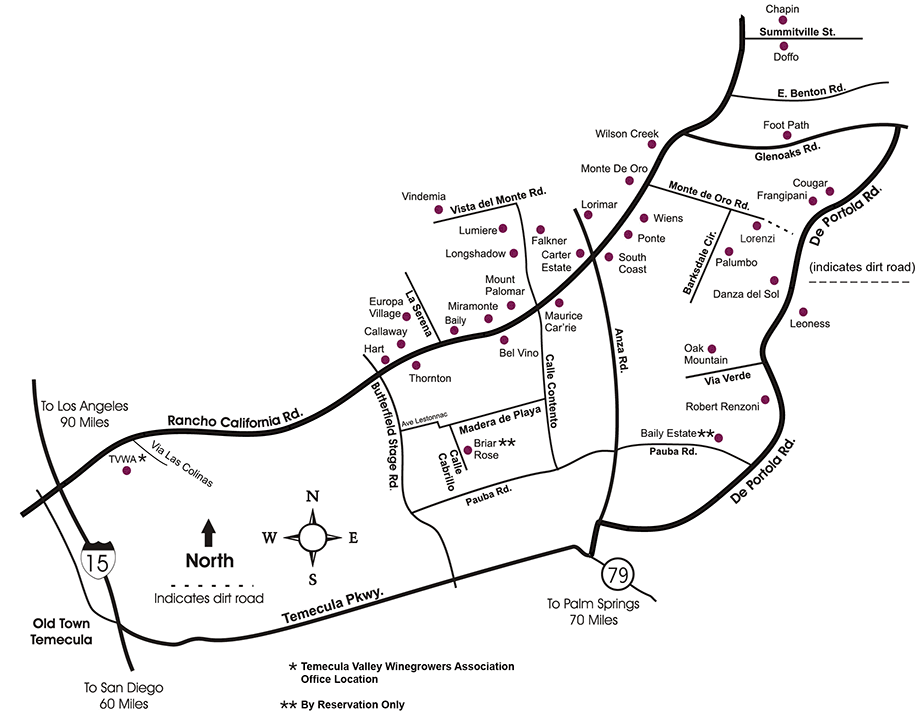 Chapin
Summitville St.
Doffo
E. Benton Rd.
Foot Path
Glenoaks Rd.
Wilson Creek
Monte De Oro
Monte de Oro Rd.
Cougar
Frangipani
De Portola Rd.
Vindemia
Vista del Monte Rd.
Lorimar
Wiens
Lumiere
Falkner
Ponte
Lorenzi
Barksdale Cir.
Longshadow
Carter
Estate
South
Coast
Palumbo
(indicates dirt road)
Mount
Palomar
Danza del Sol
Europa
Village
La Serena
Miramonte
Baily
Maurice
Car'rie
Leoness
Callaway
Hart
Bel Vino
Anza Rd.
Oak
Mountain
Thornton
Calle Contento
Via Verde
To Los Angeles
90 Miles
Rancho California Rd.
Butterfield Stage Rd.
Ave Lestonnac
Madera de Playa
Robert Renzoni
Via Las Colinas
TVWA *
Calle
Cabrillo
Briar **
Rose
Baily Estate**
Pauba Rd.
De Portola Rd.
Pauba Rd.
N
W
E
S
North
Indicates dirt road
15
79
To Palm Springs
70 Miles
Temecula Pkwy.
Old Town
Temecula
* Temecula Valley Winegrowers Association
Office Location
To San Diego
60 Miles
** By Reservation Only